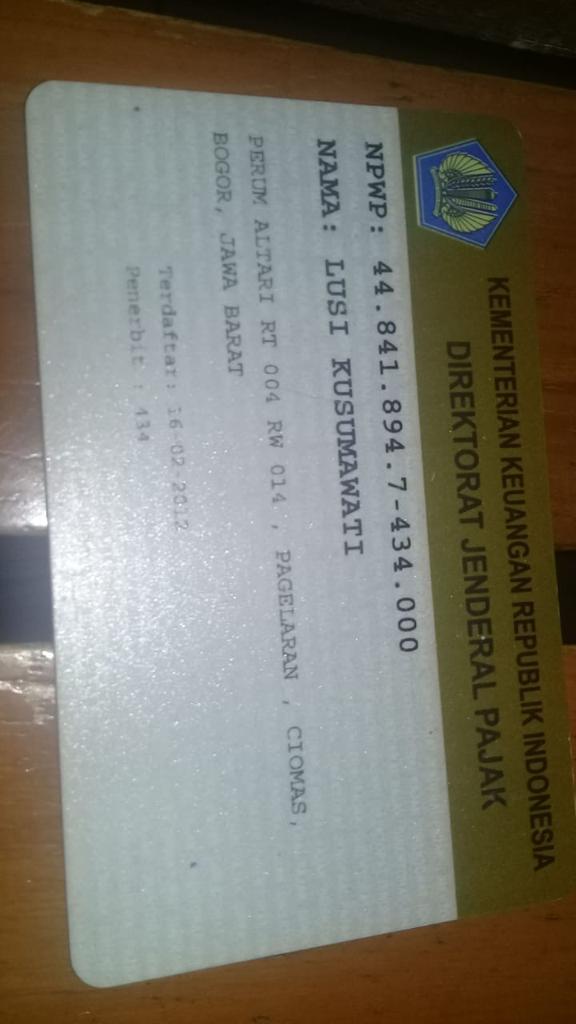 KEMENTERIAN KEUANGAN REPUBLIK INDONESIA
DIREKTORAT JENDERAL PAJAK
NPWP: 44.841.894.7-434.000
NAMA: LUSI KUSUMAWATI
PERUM ALTARI RT 004 RW 014 , PAGELARAN , CIOMAS,
BOGOR, JAWA BARAT
Terdaftar: 16-02-2012
Penerbit : 434